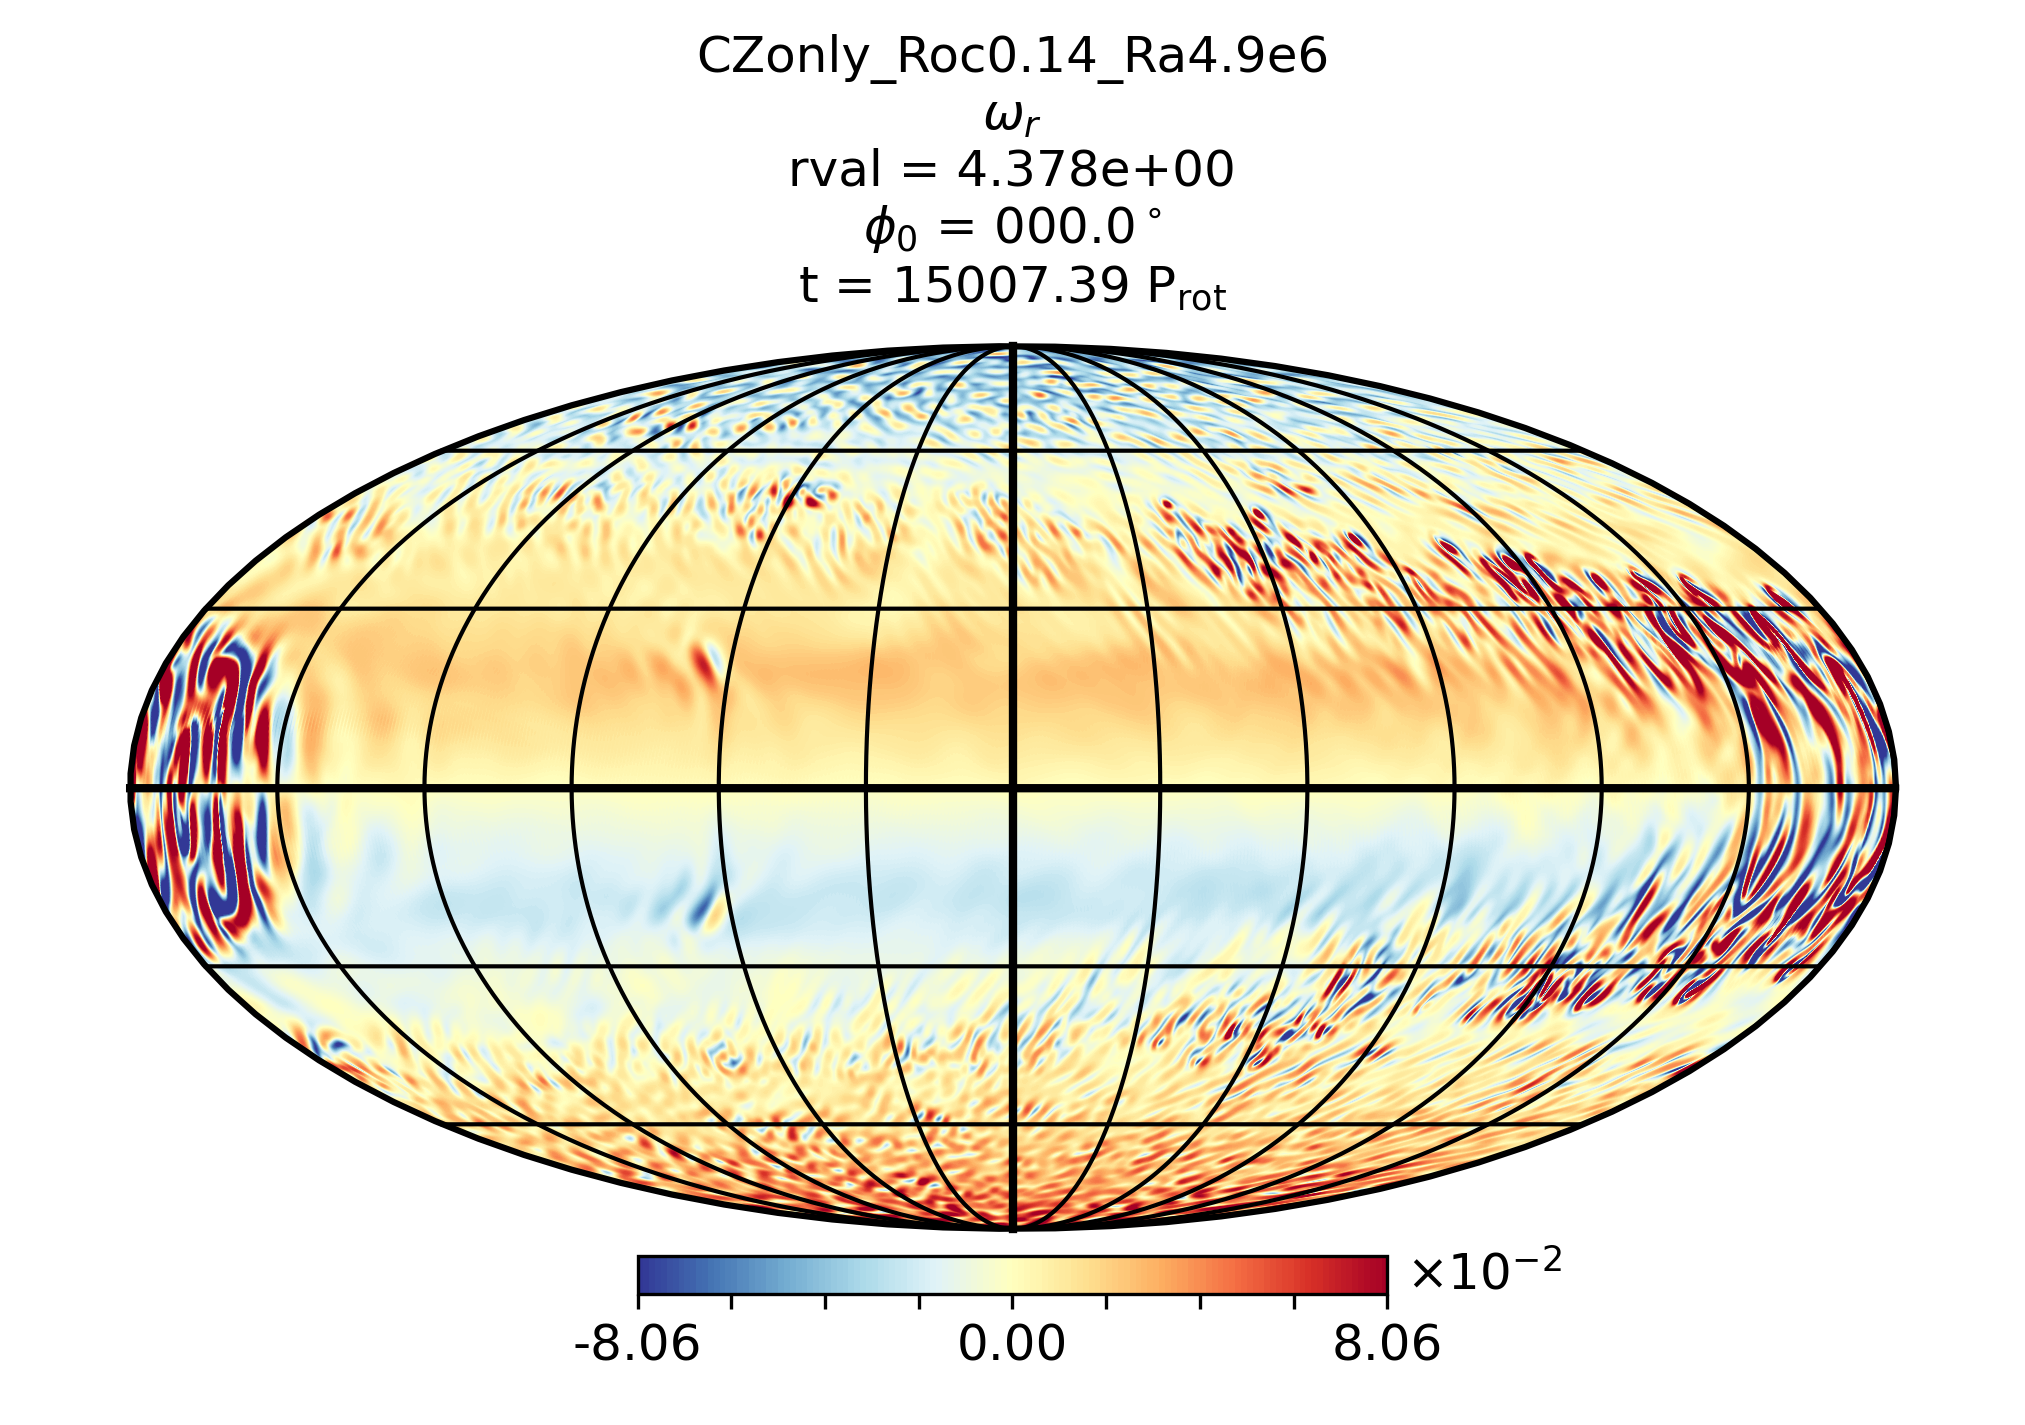 CZonly_Roc0.14_Ra4.9e6
ω_r
rval = 4.378e+00
ϕ₀ = 000.0°
t = 15007.39 P_rot
×10⁻²
-8.06 0.00 8.06